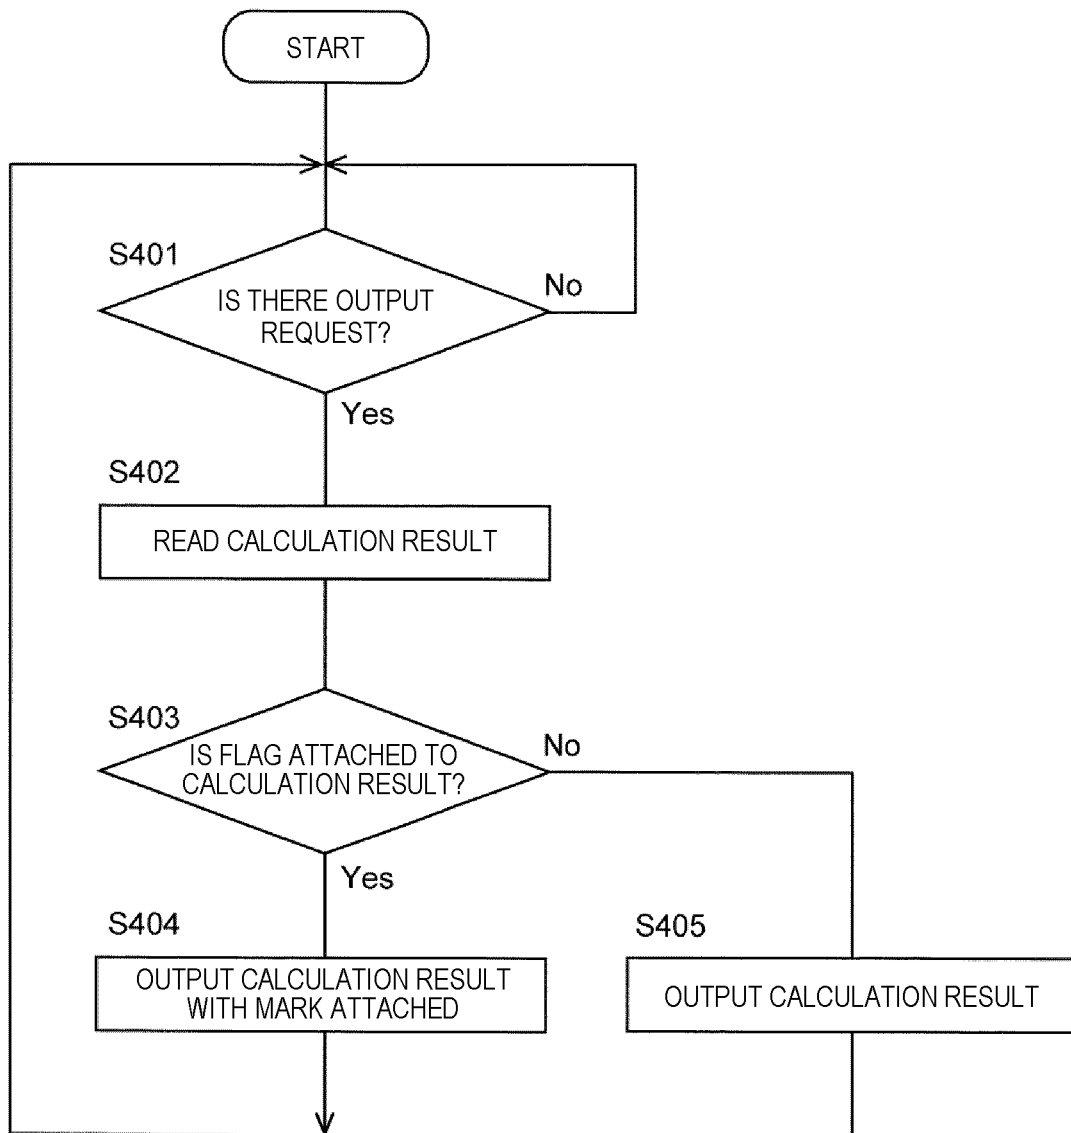 START
S401
IS THERE OUTPUT
REQUEST?
No
Yes
S402
READ CALCULATION RESULT
S403
IS FLAG ATTACHED TO
CALCULATION RESULT?
No
Yes
S404
OUTPUT CALCULATION RESULT
WITH MARK ATTACHED
S405
OUTPUT CALCULATION RESULT